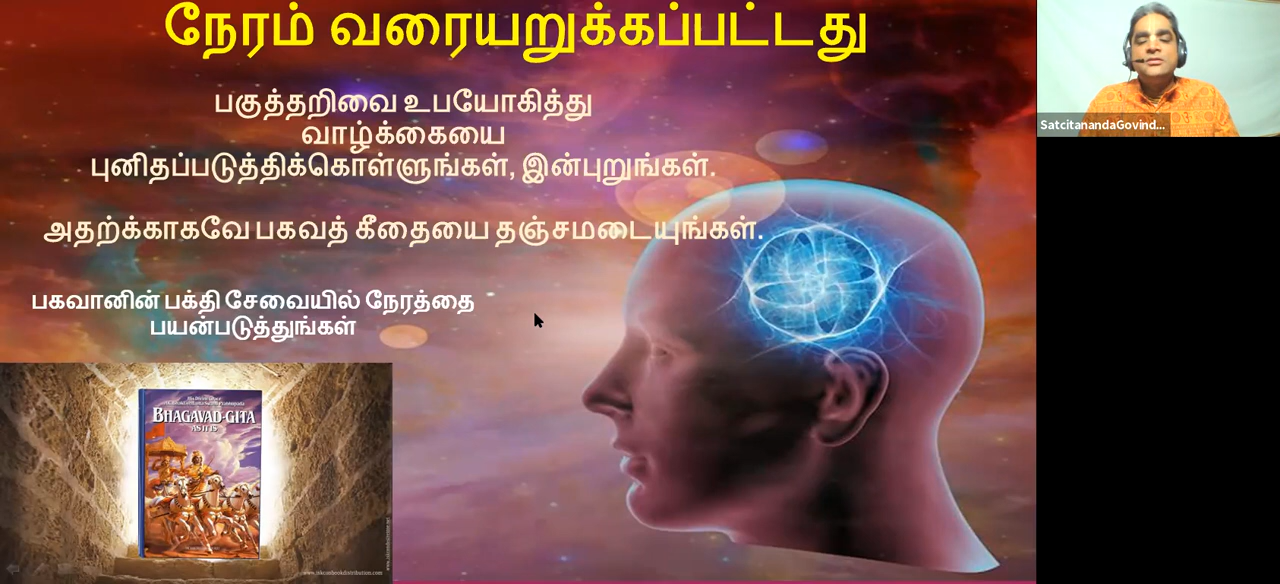 நேரம் வரையறுக்கப்பட்டது
பகுத்தறிவை உபயோகித்து
வாழ்க்கையை
புனிதப்படுத்திக்கொள்ளுங்கள், இன்புறுங்கள்.
அதற்க்காகவே பகவத் கீதையை தஞ்சமடையுங்கள்.
பகவானின் பக்தி சேவையில் நேரத்தை
பயன்படுத்துங்கள்
BHAGAVAD-GITA
AS IT IS
SatcitanandaGovind...